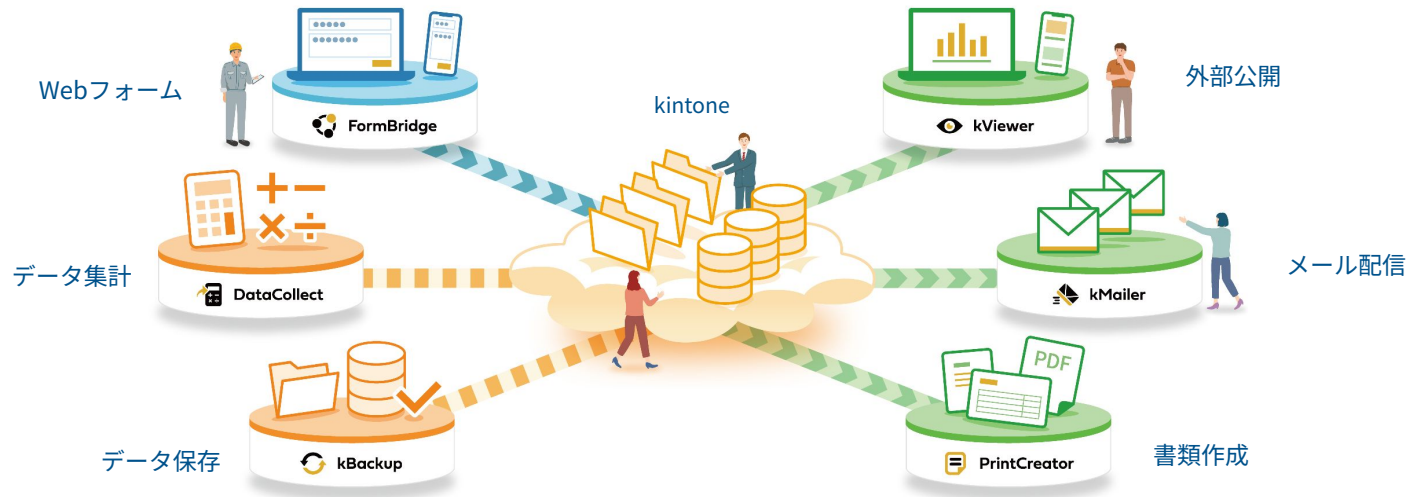 Webフォーム
FormBridge
kintone
kViewer
外部公開
データ集計
DataCollect
kMailer
メール配信
データ保存
kBackup
PDF
PrintCreator
書類作成